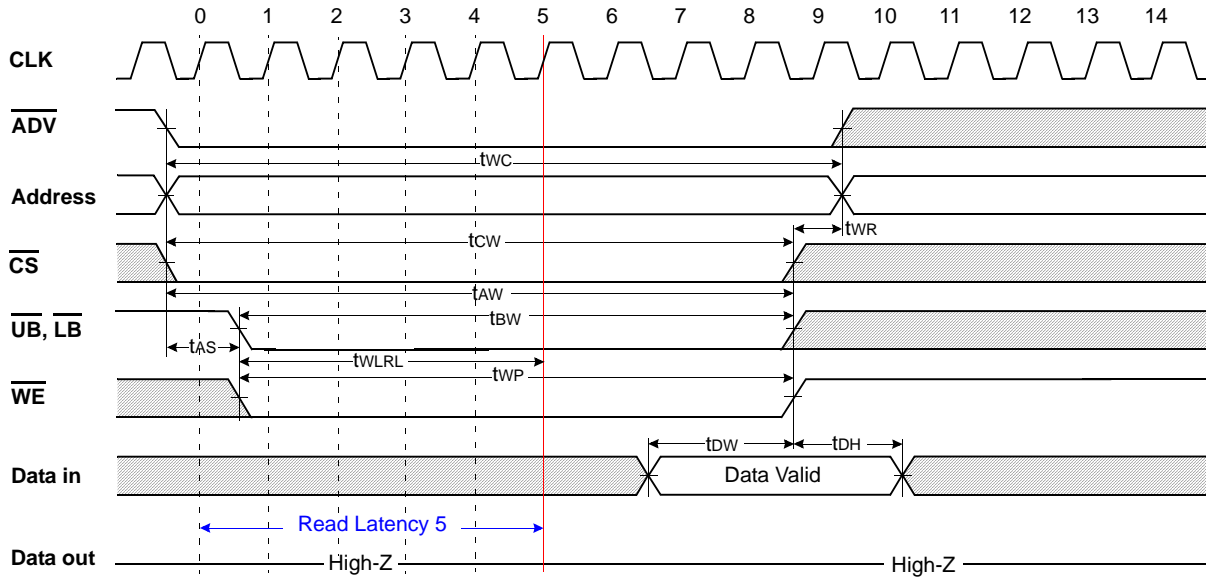 0 1 2 3 4 5 6 7 8 9 10 11 12 13 14
CLK
ADV
tWC
Address
tWR
tCW
CS
tAW
UB, LB
tBW
tAS
tWLRL
tWP
WE
tDW
tDH
Data in
Data Valid
Read Latency 5
Data out
High-Z
High-Z